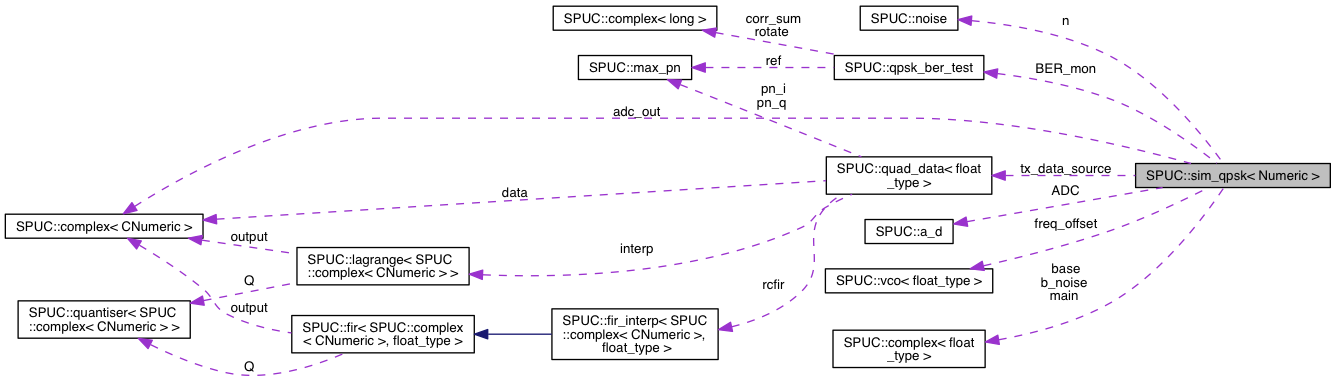 SPUC::complex< long >
corr_sum
rotate
SPUC::noise
n
SPUC::max_pn
ref
SPUC::qpsk_ber_test
BER_mon
pn_i
pn_q
adc_out
SPUC::quad_data< float
_type >
tx_data_source
SPUC::sim_qpsk< Numeric >
data
ADC
SPUC::complex< CNumeric >
output
SPUC::a_d
freq_offset
interp
SPUC::lagrange< SPUC
::complex< CNumeric > >
SPUC::vco< float_type >
base
b_noise
main
Q
rcfir
output
SPUC::quantiser< SPUC
::complex< CNumeric > >
SPUC::fir< SPUC::complex
< CNumeric >, float_type >
SPUC::fir_interp< SPUC
::complex< CNumeric >,
float_type >
SPUC::complex< float
_type >
Q